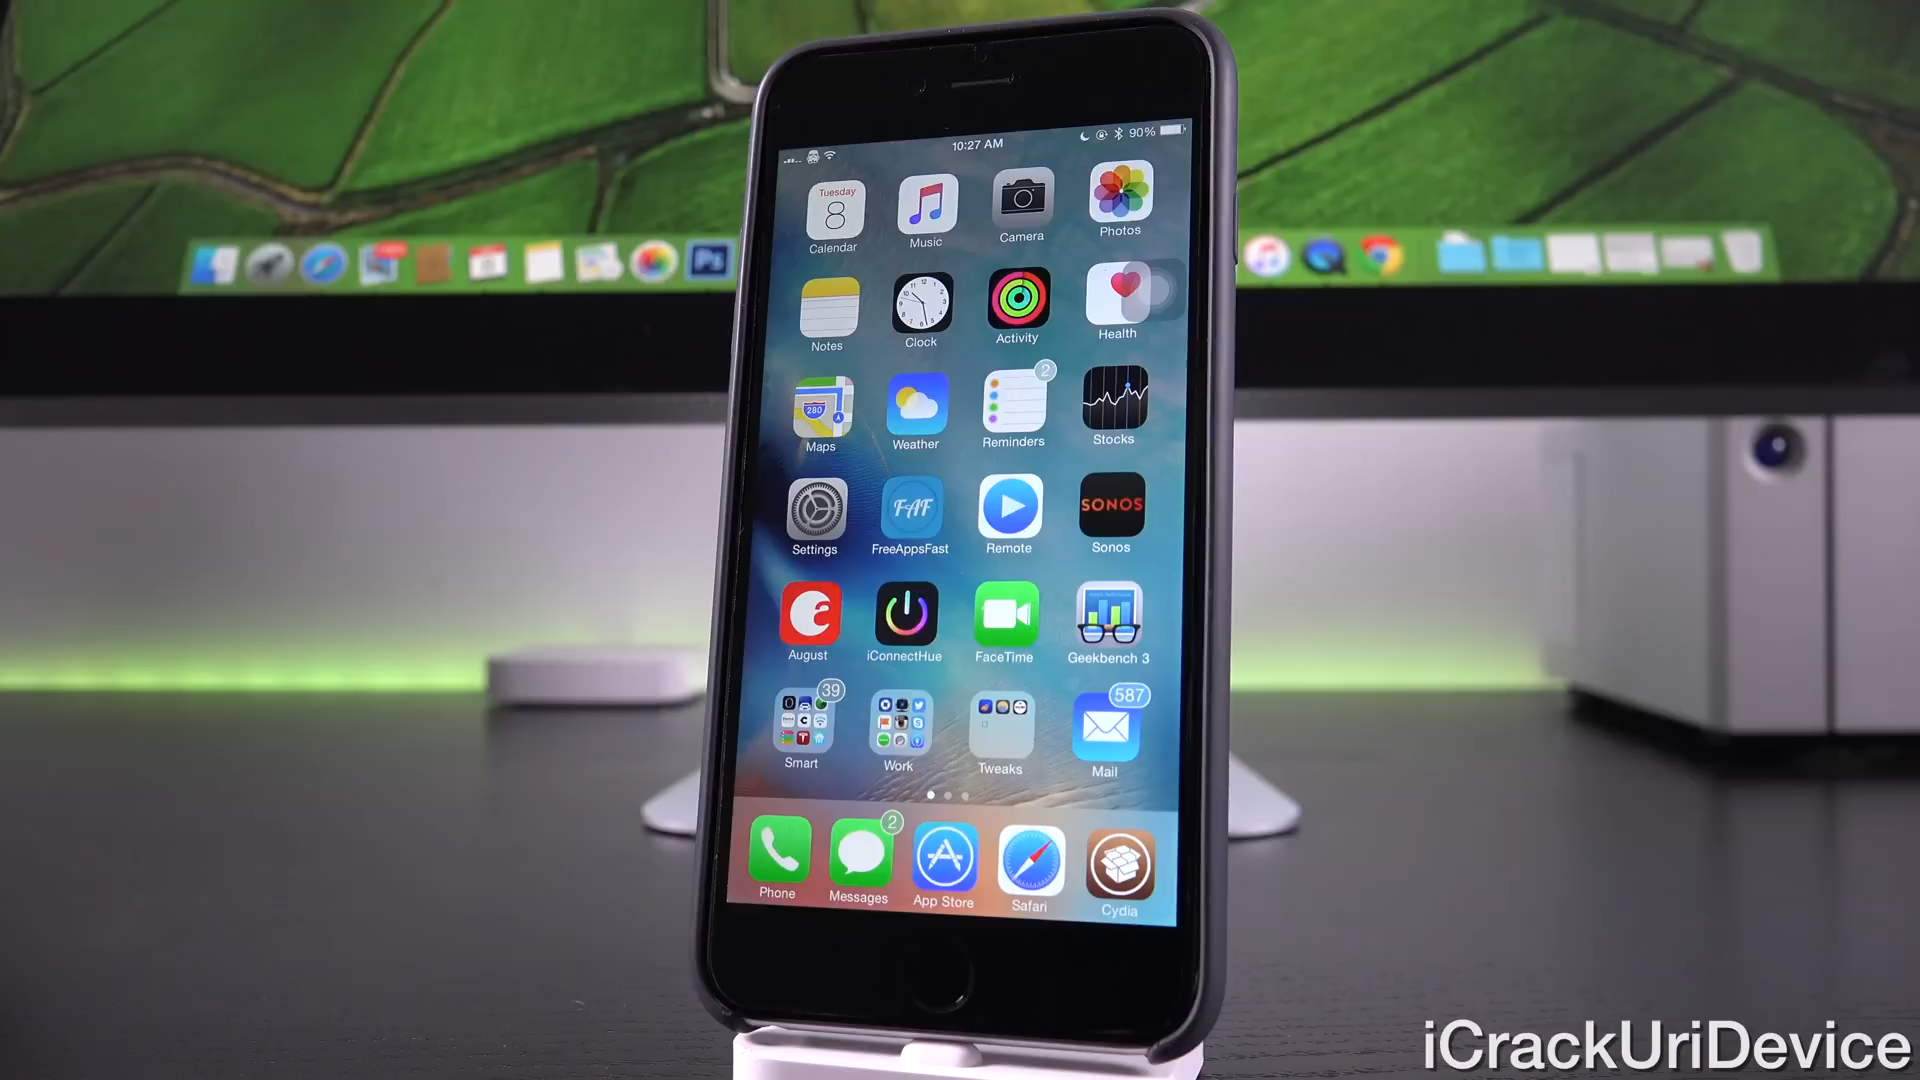 10:27 AM
90%
Tuesday
8
Calendar
Music
Camera
Photos
Notes
Clock
Activity
Health
2
280
Maps
Weather
Reminders
Stocks
FAF
SONOS
Settings
FreeAppsFast
Remote
Sonos
August
iConnectHue
FaceTime
Geekbench 3
39
587
Smart
Work
Tweaks
Mail
2
Phone
Messages
App Store
Safari
Cydia
Ps
iCrackUriDevice